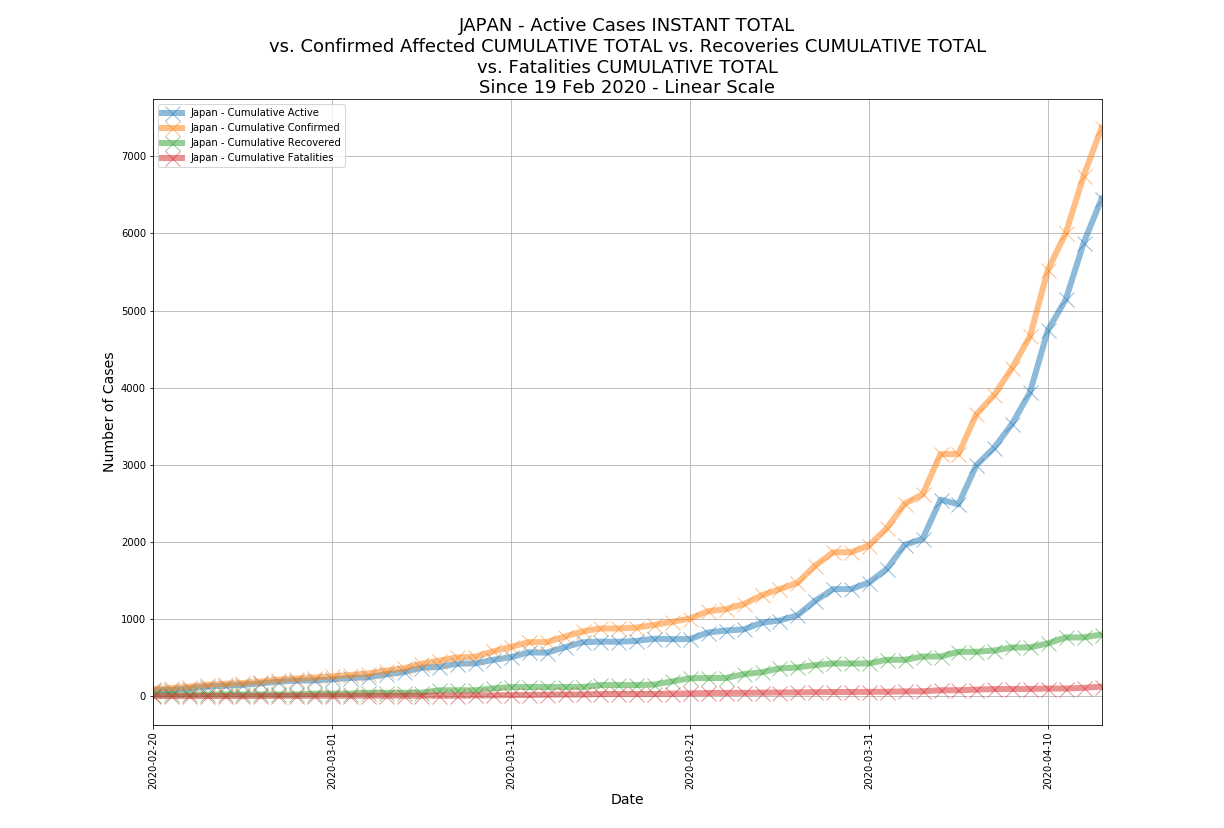 JAPAN - Active Cases INSTANT TOTAL
vs. Confirmed Affected CUMULATIVE TOTAL vs. Recoveries CUMULATIVE TOTAL
vs. Fatalities CUMULATIVE TOTAL
Since 19 Feb 2020 - Linear Scale
Japan - Cumulative Active
Japan - Cumulative Confirmed
Japan - Cumulative Recovered
Japan - Cumulative Fatalities
Number of Cases
7000
6000
5000
4000
3000
2000
1000
0
2020-02-20
2020-03-01
2020-03-11
2020-03-21
2020-03-31
2020-04-10
Date